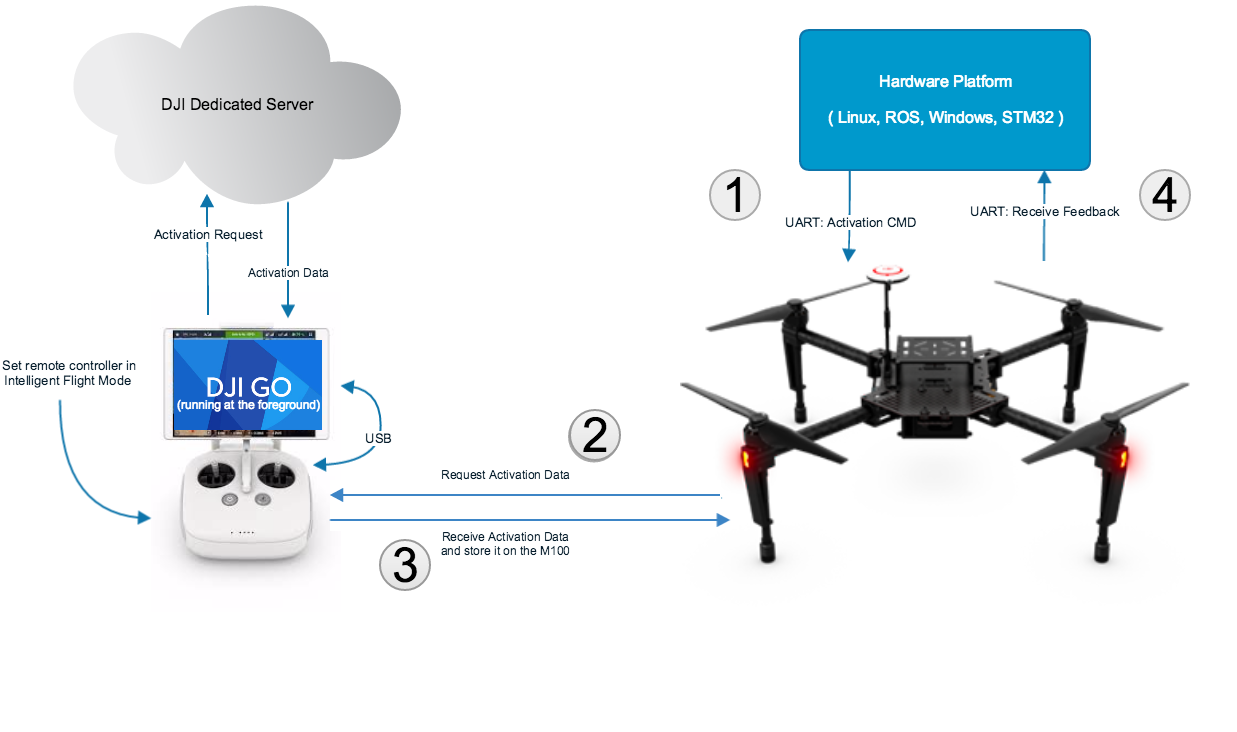 DJI Dedicated Server
Hardware Platform
( Linux, ROS, Windows, STM32 )
1
4
UART: Activation CMD
UART: Receive Feedback
Activation Request
Activation Data
Set remote controller in
Intelligent Flight Mode
DJI GO
(running at the foreground)
USB
2
Request Activation Data
3
Receive Activation Data
and store it on the M100